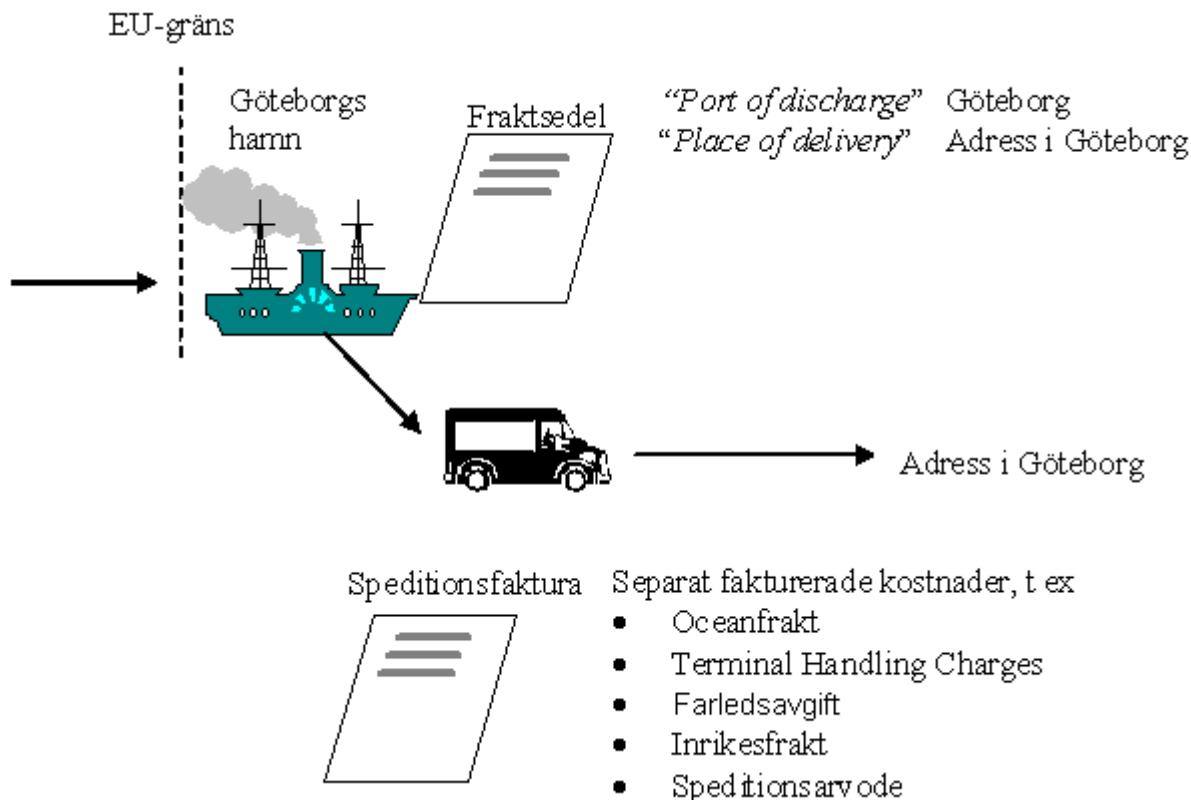 EU-gräns
Göteborgs
hamn
Fraktsedel
“Port of discharge” Göteborg
“Place of delivery” Adress i Göteborg
Adress i Göteborg
Speditionsfaktura
Separat fakturerade kostnader, t ex
• Oceanfrakt
• Terminal Handling Charges
• Farledsavgift
• Inrikesfrakt
• Speditionsarvode